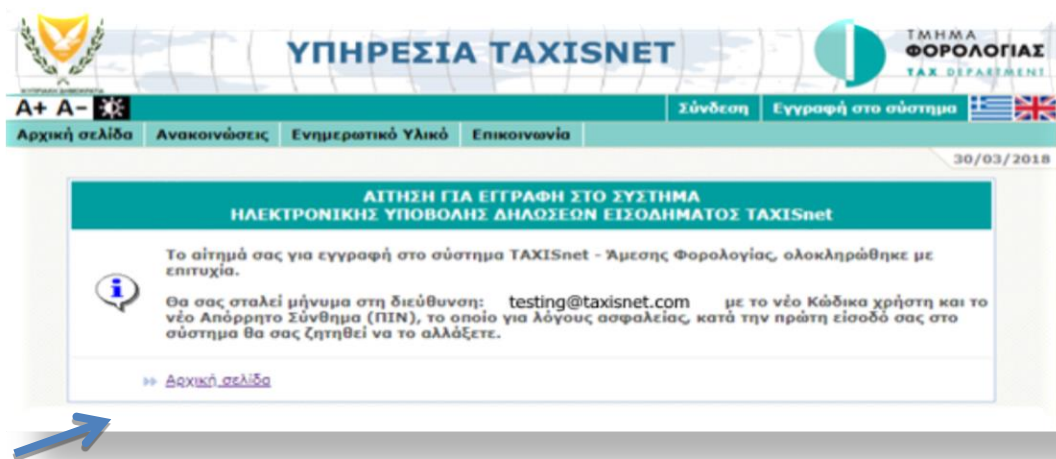 ΥΠΗΡΕΣΙΑ TAXISNET
ΤΜΗΜΑ
ΦΟΡΟΛΟΓΙΑΣ
TAX DEPARTMENT
ΚΥΠΡΙΑΚΗ ΔΗΜΟΚΡΑΤΙΑ
A+ A-
Σύνδεση Εγγραφή στο σύστημα
Αρχική σελίδα Ανακοινώσεις Ενημερωτικό Υλικό Επικοινωνία
30/03/2018
ΑΙΤΗΣΗ ΓΙΑ ΕΓΓΡΑΦΗ ΣΤΟ ΣΥΣΤΗΜΑ
ΗΛΕΚΤΡΟΝΙΚΗΣ ΥΠΟΒΟΛΗΣ ΔΗΛΩΣΕΩΝ ΕΙΣΟΔΗΜΑΤΟΣ TAXISnet
Το αίτημά σας για εγγραφή στο σύστημα TAXISnet - Άμεσης Φορολογίας, ολοκληρώθηκε με
επιτυχία.
Θα σας σταλεί μήνυμα στη διεύθυνση: testing@taxisnet.com με το νέο Κώδικα χρήστη και το
νέο Απόρρητο Σύνθημα (ΠΙΝ), το οποίο για λόγους ασφαλείας, κατά την πρώτη είσοδό σας στο
σύστημα θα σας ζητηθεί να το αλλάξετε.
Αρχική σελίδα